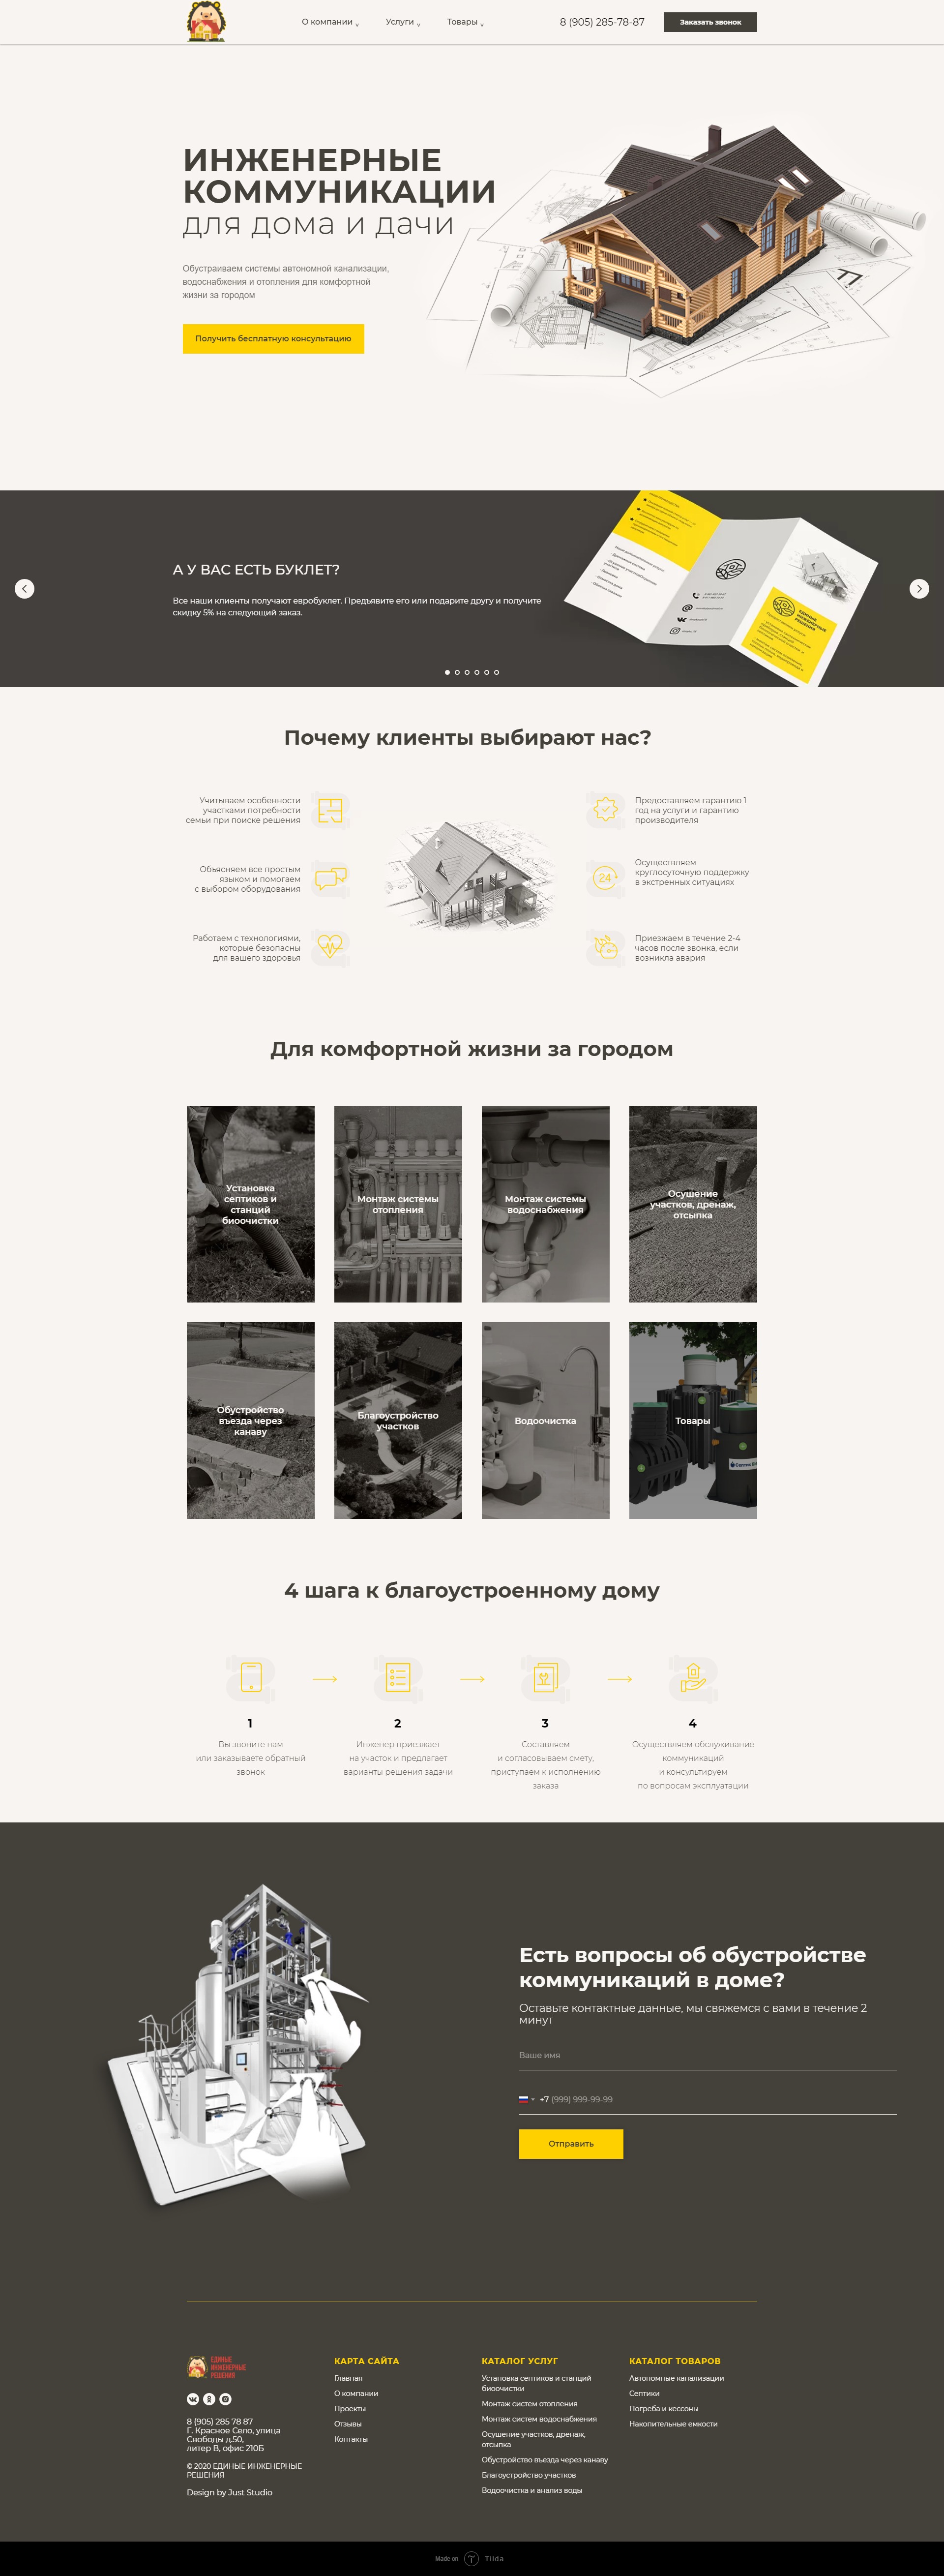 О компании
Услуги
Товары
8 (905) 285-78-87
Заказать звонок
ИНЖЕНЕРНЫЕ
КОММУНИКАЦИИ
для дома и дачи
Обустраиваем системы автономной канализации,
водоснабжения и отопления для комфортной
жизни за городом
Получить бесплатную консультацию
А У ВАС ЕСТЬ БУКЛЕТ?
Все наши клиенты получают евробуклет. Предъявите его или подарите другу и получите
скидку 5% на следующий заказ.
ЕДИНЫЕ
ИНЖЕНЕРНЫЕ
РЕШЕНИЯ
Почему клиенты выбирают нас?
Учитываем особенности
участками потребности
семьи при поиске решения
Объясняем все простым
языком и помогаем
с выбором оборудования
Работаем с технологиями,
которые безопасны
для вашего здоровья
Предоставляем гарантию 1
год на услуги и гарантию
производителя
24
Осуществляем
круглосуточную поддержку
в экстренных ситуациях
Приезжаем в течение 2-4
часов после звонка, если
возникла авария
Для комфортной жизни за городом
Установка
септиков и
станций
биоочистки
Монтаж системы
отопления
Монтаж системы
водоснабжения
Осушение
участков, дренаж,
отсыпка
Обустройство
въезда через
канаву
Благоустройство
участков
Водоочистка
Товары
4 шага к благоустроенному дому
1
Вы звоните нам
или заказываете обратный
звонок
2
Инженер приезжает
на участок и предлагает
варианты решения задачи
3
Составляем
и согласовываем смету,
приступаем к исполнению
заказа
4
Осуществляем обслуживание
коммуникаций
и консультируем
по вопросам эксплуатации
Есть вопросы об обустройстве
коммуникаций в доме?
Оставьте контактные данные, мы свяжемся с вами в течение 2
минут
Ваше имя
+7 (999) 999-99-99
Отправить
ЕДИНЫЕ
ИНЖЕНЕРНЫЕ
РЕШЕНИЯ
8 (905) 285 78 87
Г. Красное Село, улица
Свободы д.50,
литер В, офис 210Б
© 2020 ЕДИНЫЕ ИНЖЕНЕРНЫЕ
РЕШЕНИЯ
Design by Just Studio
КАРТА САЙТА
Главная
О компании
Проекты
Отзывы
Контакты
КАТАЛОГ УСЛУГ
Установка септиков и станций
биоочистки
Монтаж систем отопления
Монтаж систем водоснабжения
Осушение участков, дренаж,
отсыпка
Обустройство въезда через канаву
Благоустройство участков
Водоочистка и анализ воды
КАТАЛОГ ТОВАРОВ
Автономные канализации
Септики
Погреба и кессоны
Накопительные емкости
Made on
Tilda